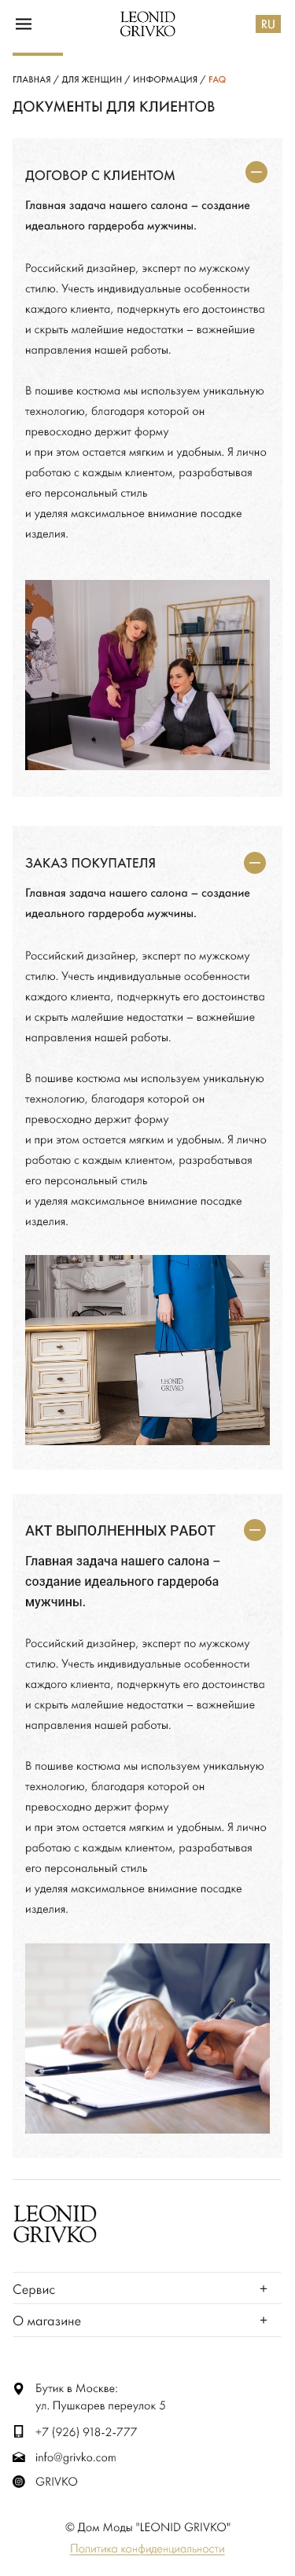 LEONID
GRIVKO
RU
ГЛАВНАЯ / ДЛЯ ЖЕНЩИН / ИНФОРМАЦИЯ / FAQ
ДОКУМЕНТЫ ДЛЯ КЛИЕНТОВ
ДОГОВОР С КЛИЕНТОМ
Главная задача нашего салона – создание
идеального гардероба мужчины.
Российский дизайнер, эксперт по мужскому
стилю. Учесть индивидуальные особенности
каждого клиента, подчеркнуть его достоинства
и скрыть малейшие недостатки – важнейшие
направления нашей работы.
В пошиве костюма мы используем уникальную
технологию, благодаря которой он
превосходно держит форму
и при этом остается мягким и удобным. Я лично
работаю с каждым клиентом, разрабатывая
его персональный стиль
и уделяя максимальное внимание посадке
изделия.
ЗАКАЗ ПОКУПАТЕЛЯ
Главная задача нашего салона – создание
идеального гардероба мужчины.
Российский дизайнер, эксперт по мужскому
стилю. Учесть индивидуальные особенности
каждого клиента, подчеркнуть его достоинства
и скрыть малейшие недостатки – важнейшие
направления нашей работы.
В пошиве костюма мы используем уникальную
технологию, благодаря которой он
превосходно держит форму
и при этом остается мягким и удобным. Я лично
работаю с каждым клиентом, разрабатывая
его персональный стиль
и уделяя максимальное внимание посадке
изделия.
LEONID
GRIVKO
АКТ ВЫПОЛНЕННЫХ РАБОТ
Главная задача нашего салона –
создание идеального гардероба
мужчины.
Российский дизайнер, эксперт по мужскому
стилю. Учесть индивидуальные особенности
каждого клиента, подчеркнуть его достоинства
и скрыть малейшие недостатки – важнейшие
направления нашей работы.
В пошиве костюма мы используем уникальную
технологию, благодаря которой он
превосходно держит форму
и при этом остается мягким и удобным. Я лично
работаю с каждым клиентом, разрабатывая
его персональный стиль
и уделяя максимальное внимание посадке
изделия.
LEONID
GRIVKO
Сервис +
О магазине +
Бутик в Москве:
ул. Пушкарев переулок 5
+7 (926) 918-2-777
info@grivko.com
GRIVKO
© Дом Моды "LEONID GRIVKO"
Политика конфиденциальности